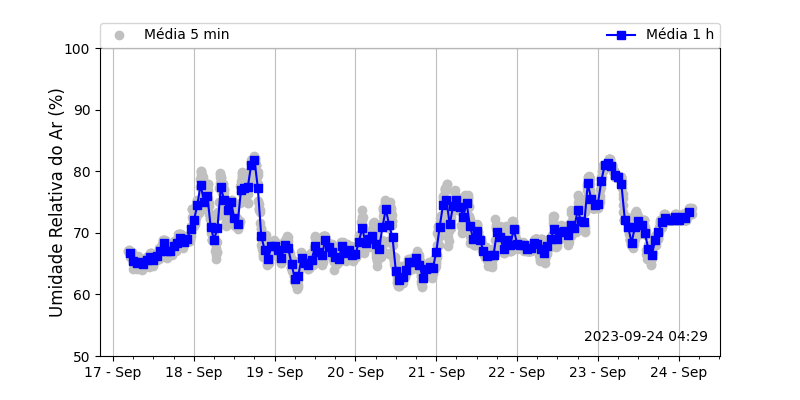 Média 5 min
Média 1 h
Umidade Relativa do Ar (%)
100
90
80
70
60
50
2023-09-24 04:29
17 - Sep
18 - Sep
19 - Sep
20 - Sep
21 - Sep
22 - Sep
23 - Sep
24 - Sep